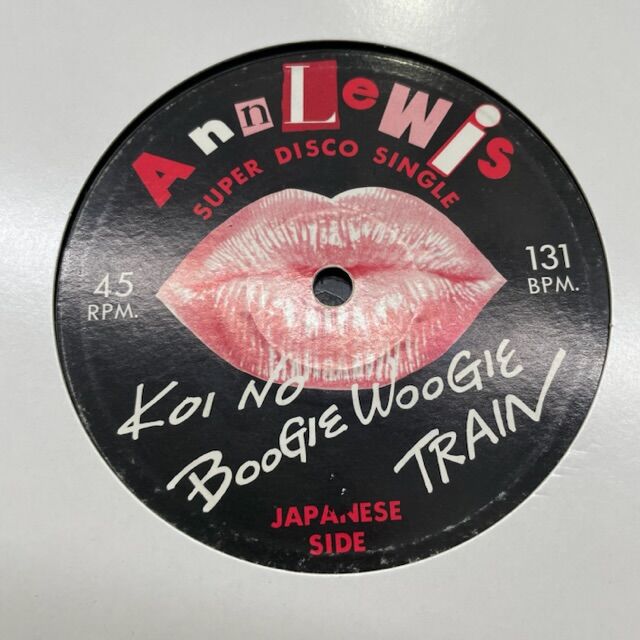 AnnLewis
SUPER DISCO SINGLE
45
RPM.
131
BPM.
KOI NO
BOOGIE WOOGIE
TRAIN
JAPANESE
SIDE